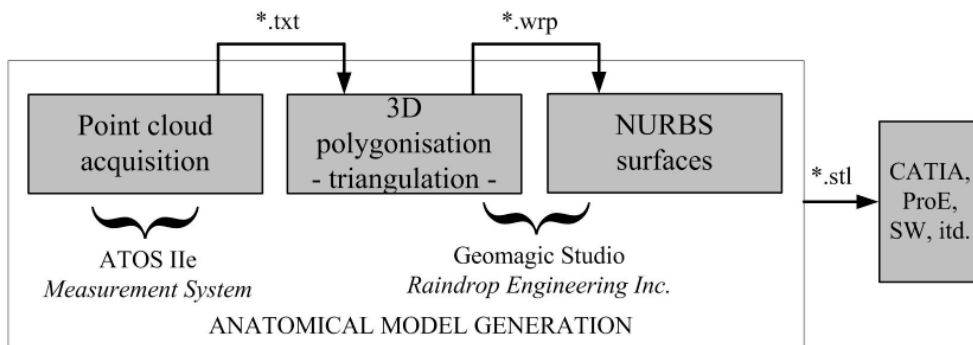 *.txt
*.wrp
Point cloud
acquisition
3D
polygonisation
- triangulation -
NURBS
surfaces
*.stl
CATIA,
ProE,
SW, itd.
ATOS IIe
Measurement System
Geomagic Studio
Raindrop Engineering Inc.
ANATOMICAL MODEL GENERATION